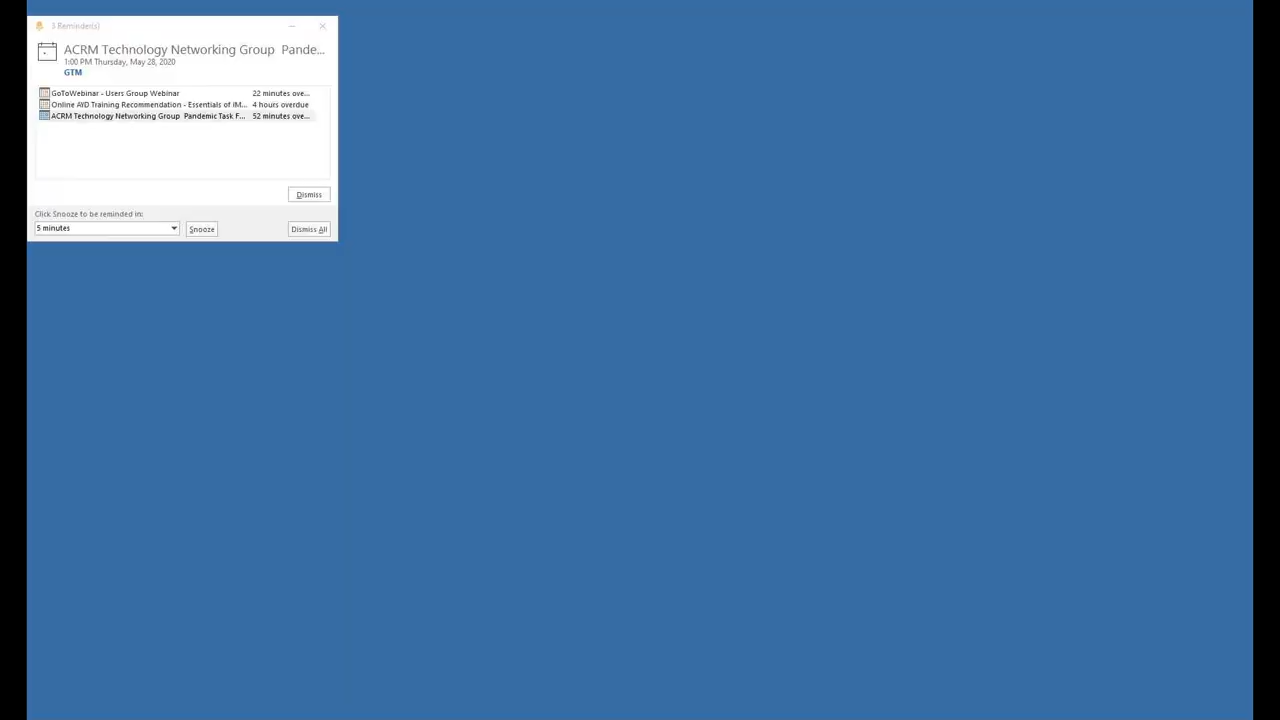 3 Reminder(s)
ACRM Technology Networking Group Pande...
1:00 PM Thursday, May 28, 2020
GTM
GoToWebinar - Users Group Webinar 22 minutes ove...
Online AYD Training Recommendation - Essentials of iM... 4 hours overdue
ACRM Technology Networking Group Pandemic Task F... 52 minutes ove...
Dismiss
Click Snooze to be reminded in:
5 minutes Snooze Dismiss All